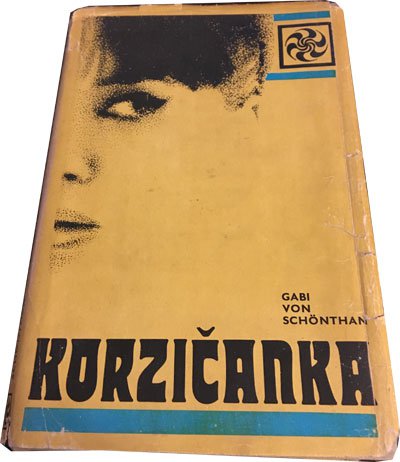 GABI
VON
SCHÖNTHAN
KORZIČANKA